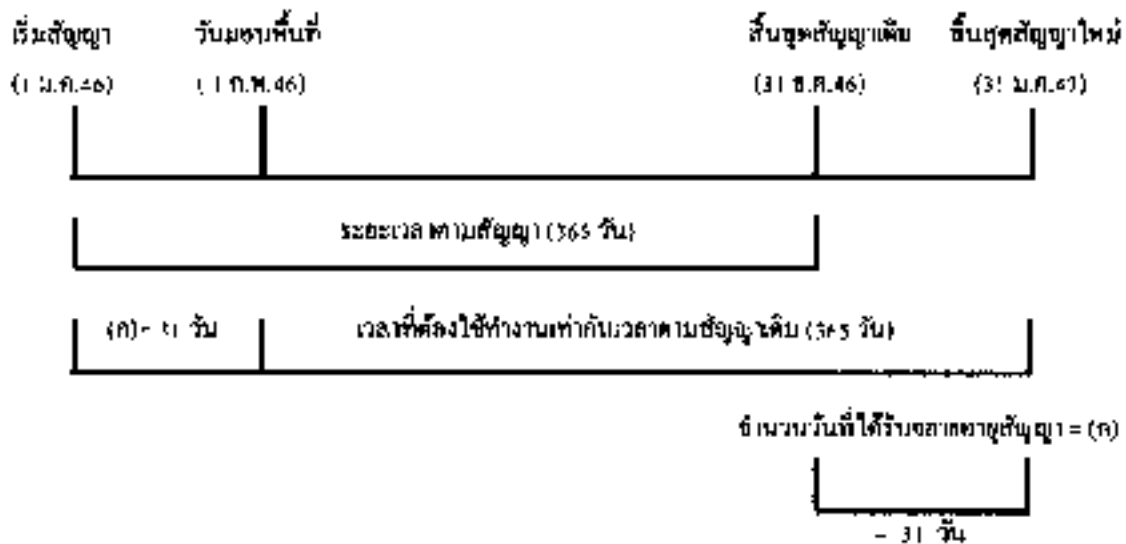 เริ่มสัญญา วันมอบพื้นที่ สิ้นสุดสัญญาเดิม สิ้นสุดสัญญาใหม่
(1 ม.ค.46) (1 ก.พ.46) (31 ธ.ค.46) (31 ม.ค.47)
ระยะเวลาตามสัญญา (365 วัน)
(ก) = 31 วัน เวลาที่ต้องใช้ทำงานเท่ากับเวลาตามสัญญาเดิม (365 วัน)
จำนวนวันที่ได้รับขยายอายุสัญญา = (ก)
= 31 วัน